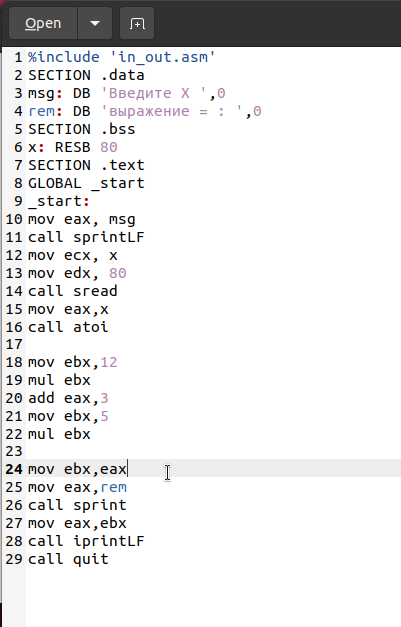 Open
1 %include 'in_out.asm'
2 SECTION .data
3 msg: DB 'Введите X ',0
4 rem: DB 'выражение = : ',0
5 SECTION .bss
6 x: RESB 80
7 SECTION .text
8 GLOBAL _start
9 _start:
10 mov eax, msg
11 call sprintLF
12 mov ecx, x
13 mov edx, 80
14 call sread
15 mov eax,x
16 call atoi
17
18 mov ebx,12
19 mul ebx
20 add eax,3
21 mov ebx,5
22 mul ebx
23
24 mov ebx,eax
25 mov eax,rem
26 call sprint
27 mov eax,ebx
28 call iprintLF
29 call quit